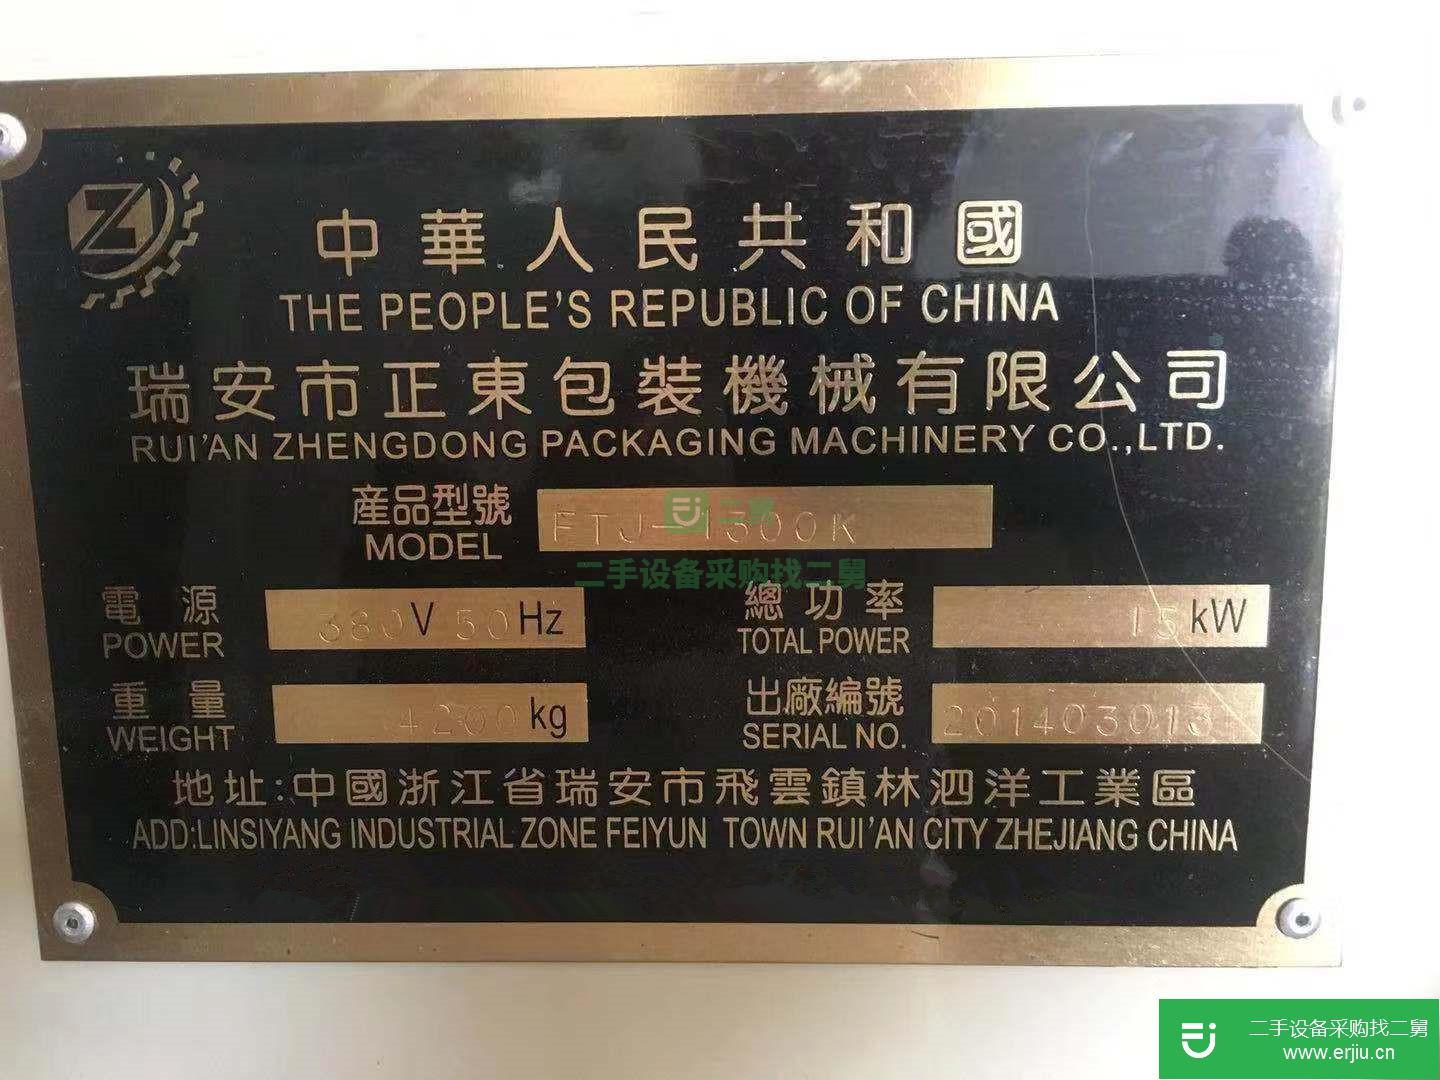 Z
中華人民共和國
THE PEOPLE'S REPUBLIC OF CHINA
瑞安市正東包裝機械有限公司
RUI'AN ZHENGDONG PACKAGING MACHINERY CO.,LTD.
產品型號 FTJ-1300K
MODEL
二舅
二手设备采购找二舅
電源 380V 50Hz 總功率 15kW
POWER TOTAL POWER
重量 4200kg 出廠編號 201403013
WEIGHT SERIAL NO.
地址:中國浙江省瑞安市飛雲鎮林泗洋工業區
ADD:LINSIYANG INDUSTRIAL ZONE FEIYUN TOWN RUI'AN CITY ZHEJIANG CHINA
二手设备采购找二舅
www.erjiu.cn